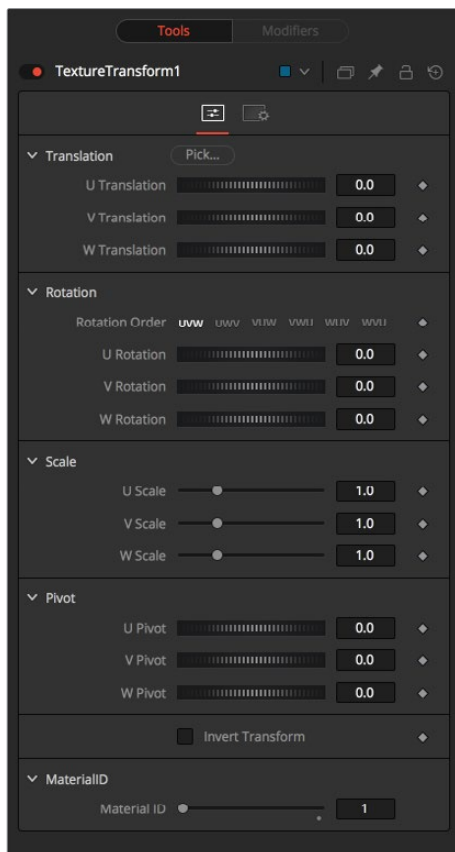 Tools Modifiers
TextureTransform1
Translation Pick...
U Translation 0.0
V Translation 0.0
W Translation 0.0
Rotation
Rotation Order UVW UWV VUW VWU WUV WVU
U Rotation 0.0
V Rotation 0.0
W Rotation 0.0
Scale
U Scale 1.0
V Scale 1.0
W Scale 1.0
Pivot
U Pivot 0.0
V Pivot 0.0
W Pivot 0.0
Invert Transform
MaterialID
Material ID 1